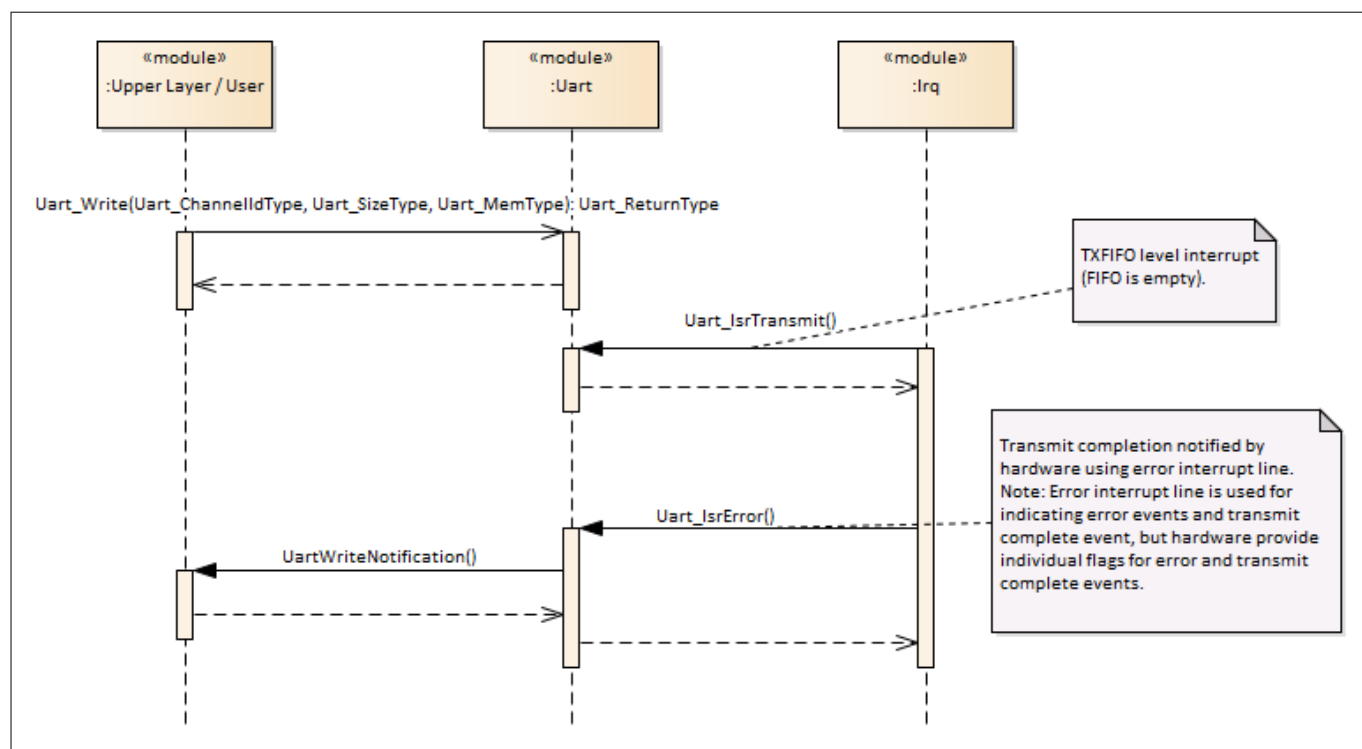 «module»
:Upper Layer / User
«module»
:Uart
«module»
:Irq
Uart_Write(Uart_ChannelIdType, Uart_SizeType, Uart_MemType): Uart_ReturnType
TXFIFO level interrupt
(FIFO is empty).
Uart_IsrTransmit()
Transmit completion notified by
hardware using error interrupt line.
Note: Error interrupt line is used for
indicating error events and transmit
complete event, but hardware provide
individual flags for error and transmit
complete events.
Uart_IsrError()
UartWriteNotification()